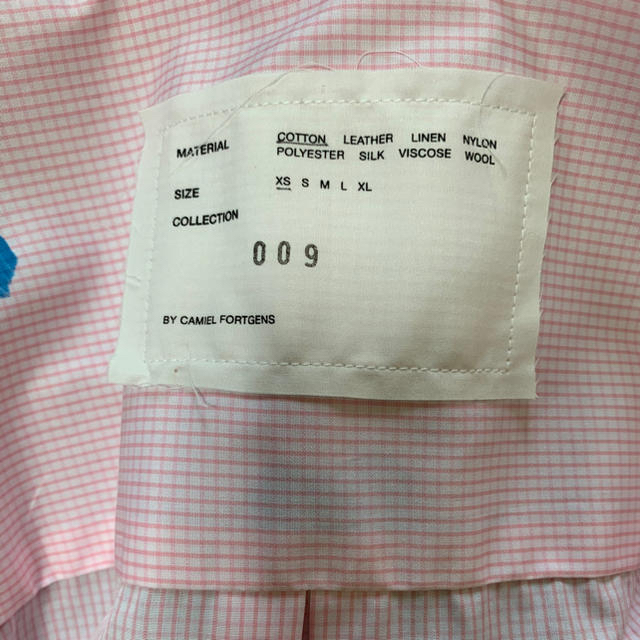 MATERIAL COTTON LEATHER LINEN NYLON
POLYESTER SILK VISCOSE WOOL
SIZE XS S M L XL
COLLECTION
009
BY CAMIEL FORTGENS